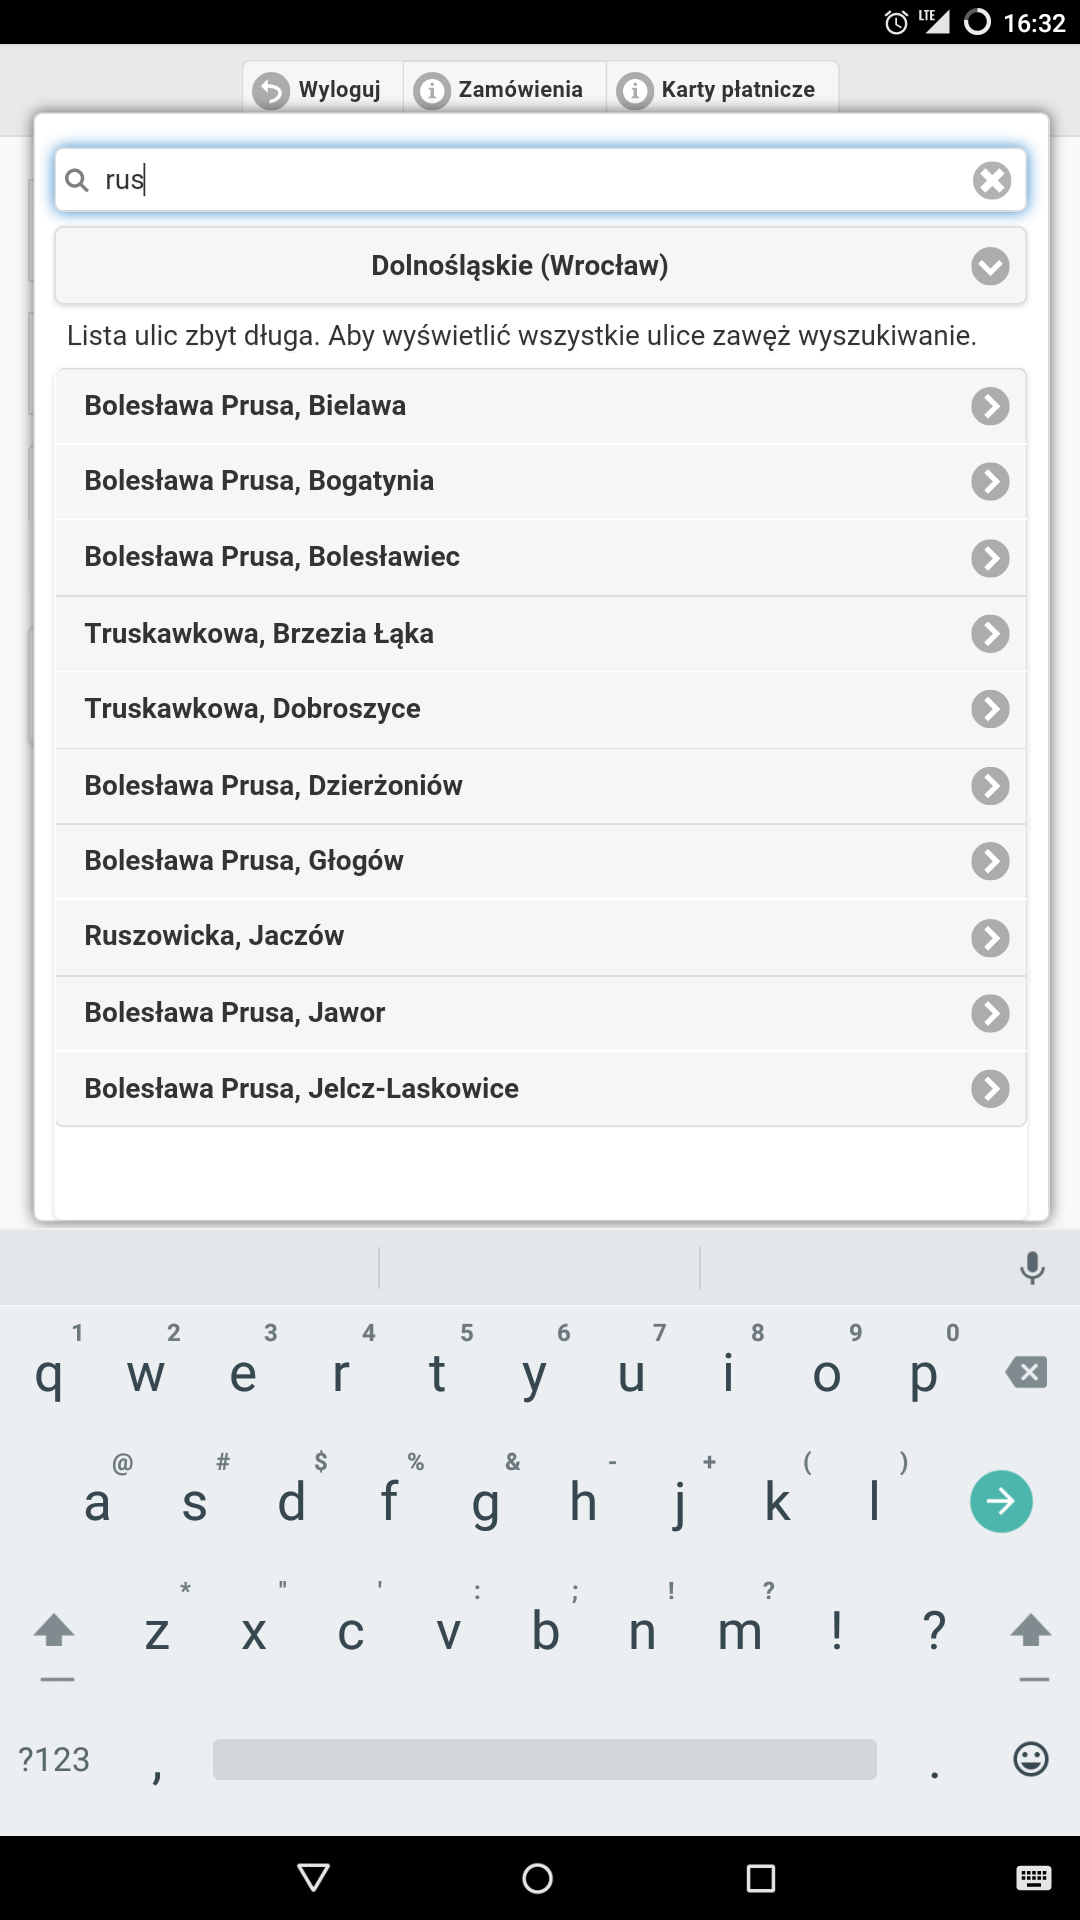 LTE 16:32
Wyloguj Zamówienia Karty płatnicze
rus
Dolnośląskie (Wrocław)
Lista ulic zbyt długa. Aby wyświetlić wszystkie ulice zawęż wyszukiwanie.
Bolesława Prusa, Bielawa
Bolesława Prusa, Bogatynia
Bolesława Prusa, Bolesławiec
Truskawkowa, Brzezia Łąka
Truskawkowa, Dobroszyce
Bolesława Prusa, Dzierżoniów
Bolesława Prusa, Głogów
Ruszowicka, Jaczów
Bolesława Prusa, Jawor
Bolesława Prusa, Jelcz-Laskowice
1 2 3 4 5 6 7 8 9 0
q w e r t y u i o p
@ # $ % & - + ( )
a s d f g h j k l
* " ' : ; ! ?
z x c v b n m ! ?
?123 , .